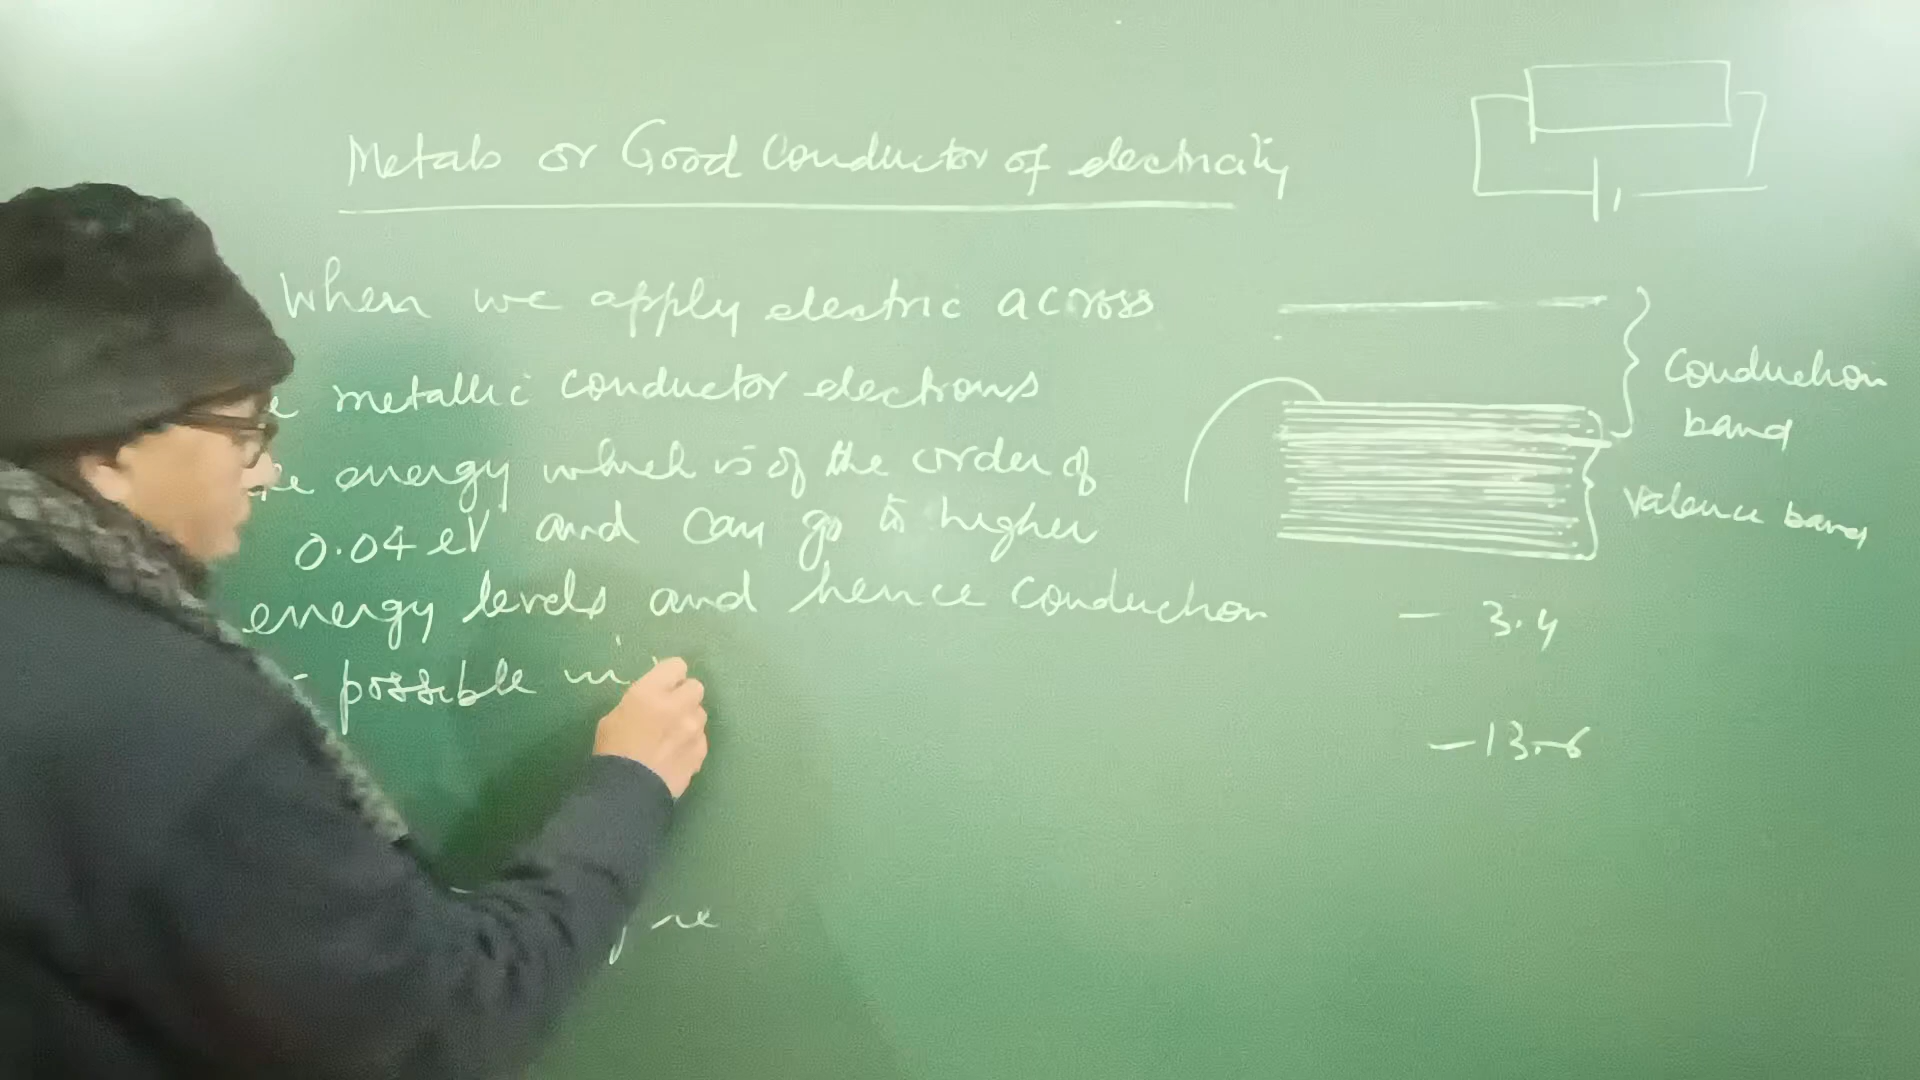 Metals or Good Conductor of electricity
When we apply electric across
metallic conductor electrons
energy which is of the order of
0.04 eV and can go to higher
energy levels and hence conduction
possible in
Conduction
band
Valence band
- 3.4
-13.6